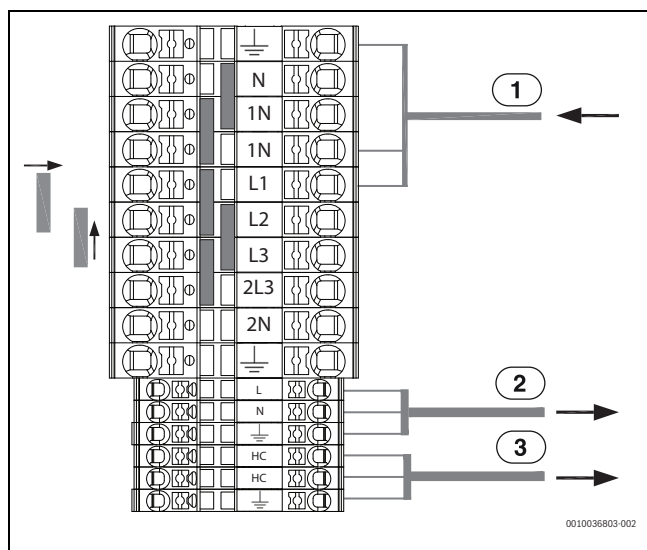 ⏚
N
1
1N
1N
L1
L2
L3
2L3
2N
⏚
L
2
N
⏚
HC
3
HC
⏚
0010036803-002